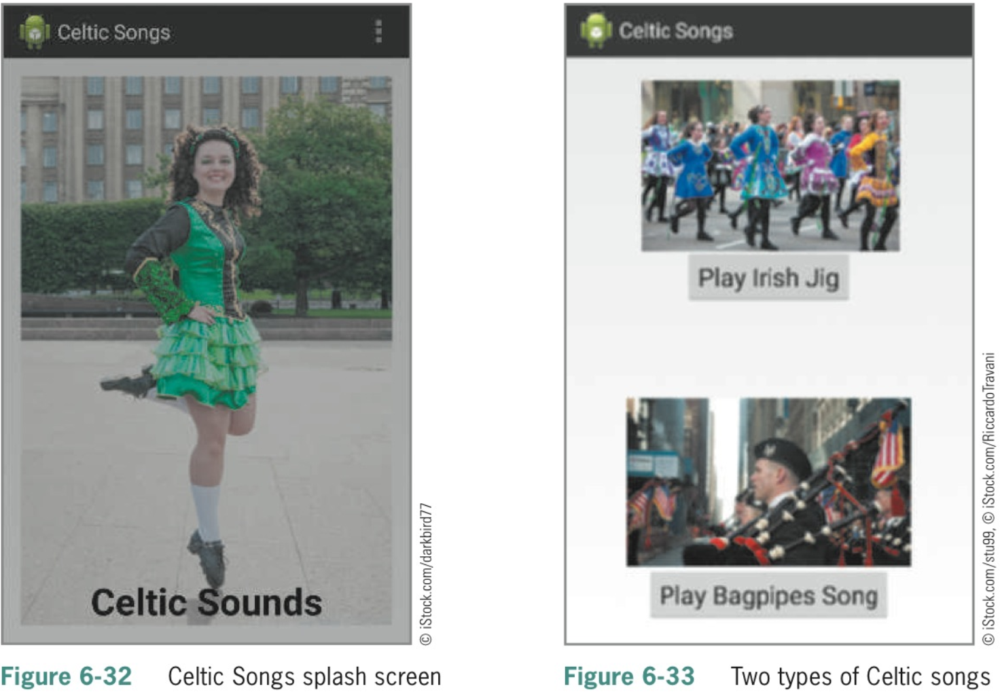 Celtic Songs
Celtic Sounds
© iStock.com/darkbird77
Figure 6-32 Celtic Songs splash screen
Celtic Songs
Play Irish Jig
Play Bagpipes Song
© iStock.com/stu99, © iStock.com/RiccardoTravani
Figure 6-33 Two types of Celtic songs